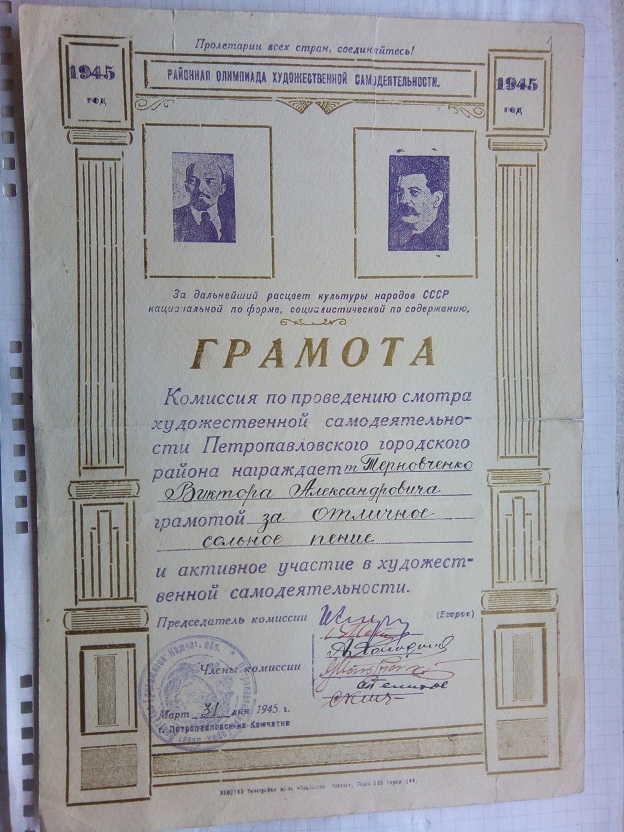 Пролетарии всех стран, соединяйтесь!
1945 год
РАЙОННАЯ ОЛИМПИАДА ХУДОЖЕСТВЕННОЙ САМОДЕЯТЕЛЬНОСТИ.
1945 год
За дальнейший расцвет культуры народов СССР
национальной по форме, социалистической по содержанию,
ГРАМОТА
Комиссия по проведению смотра
художественной самодеятельно-
сти Петропавловского городского
района награждает т. Терновченко
Виктора Александровича
грамотой за отличное
сольное пение
и активное участие в художест-
венной самодеятельности.
Председатель комиссии (Егоров)
Члены комиссии
Март 31 дня 1945 г.
г. Петропавловск-на Камчатке